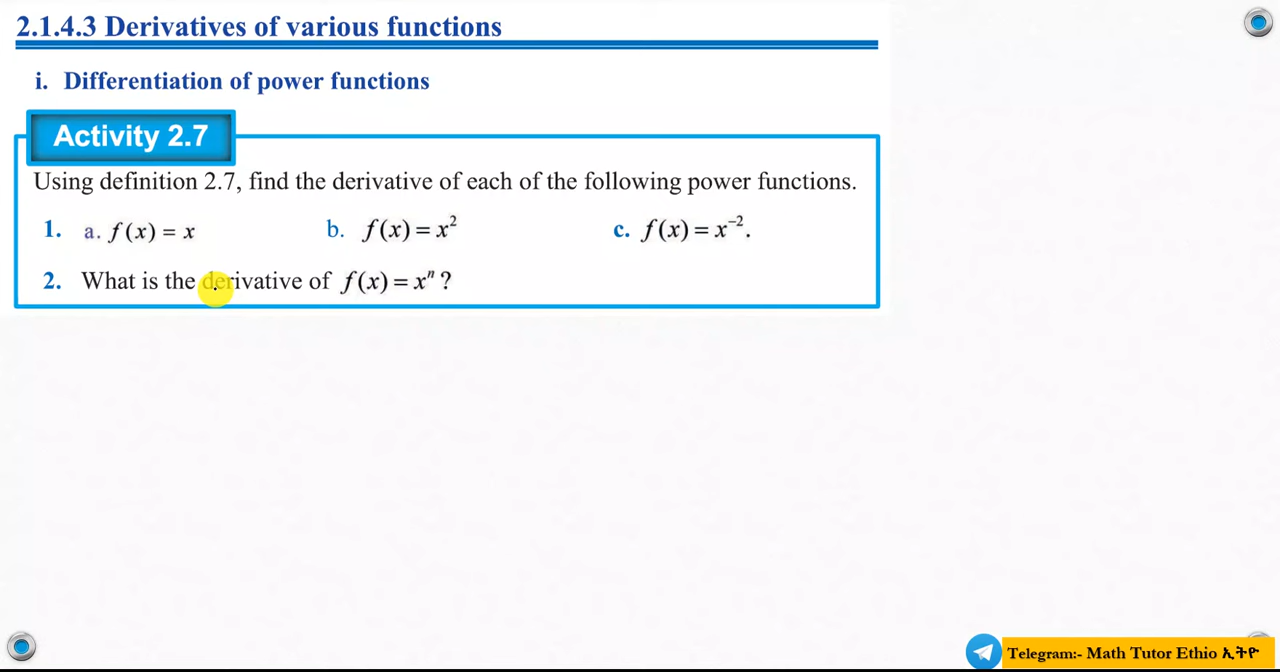 2.1.4.3 Derivatives of various functions
i. Differentiation of power functions
Activity 2.7
Using definition 2.7, find the derivative of each of the following power functions.
1. a. f(x) = x b. f(x) = x² c. f(x) = x⁻².
2. What is the derivative of f(x) = xⁿ ?
Telegram:- Math Tutor Ethio ኢትዮ